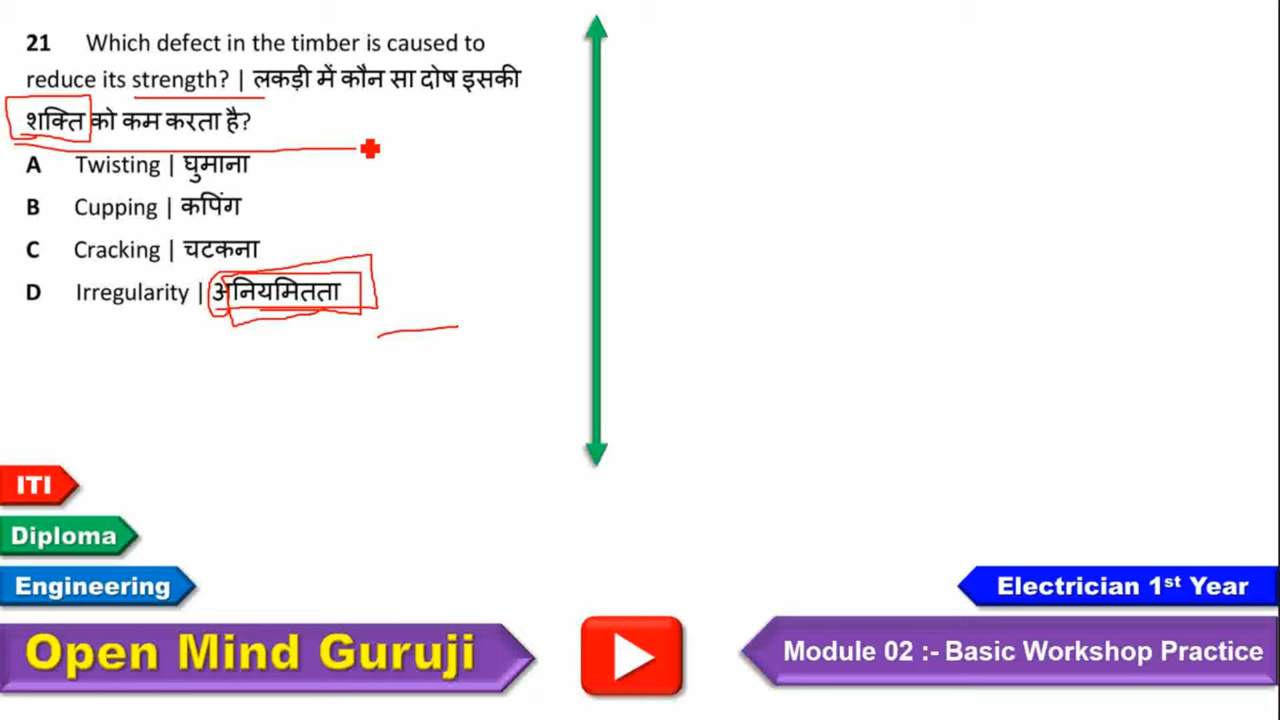 21 Which defect in the timber is caused to
reduce its strength? | लकड़ी में कौन सा दोष इसकी
शक्ति को कम करता है?
A Twisting | घुमाना
B Cupping | कपिंग
C Cracking | चटकना
D Irregularity | अनियमितता
ITI
Diploma
Engineering
Open Mind Guruji
Electrician 1st Year
Module 02 :- Basic Workshop Practice